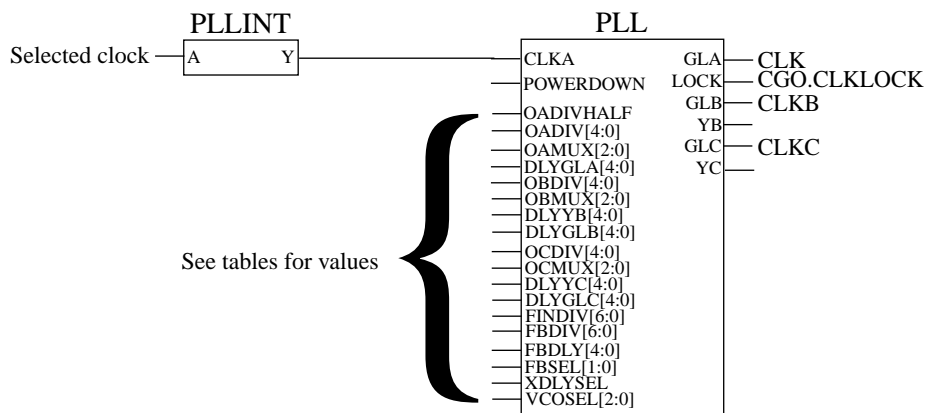 PLLINT
PLL
Selected clock
A
Y
CLKA
GLA
CLK
POWERDOWN
LOCK
CGO.CLKLOCK
GLB
CLKB
OADIVHALF
YB
OADIV[4:0]
GLC
CLKC
OAMUX[2:0]
YC
DLYGLA[4:0]
OBDIV[4:0]
OBMUX[2:0]
DLYYB[4:0]
DLYGLB[4:0]
OCDIV[4:0]
See tables for values
OCMUX[2:0]
DLYYC[4:0]
DLYGLC[4:0]
FINDIV[6:0]
FBDIV[6:0]
FBDLY[4:0]
FBSEL[1:0]
XDLYSEL
VCOSEL[2:0]